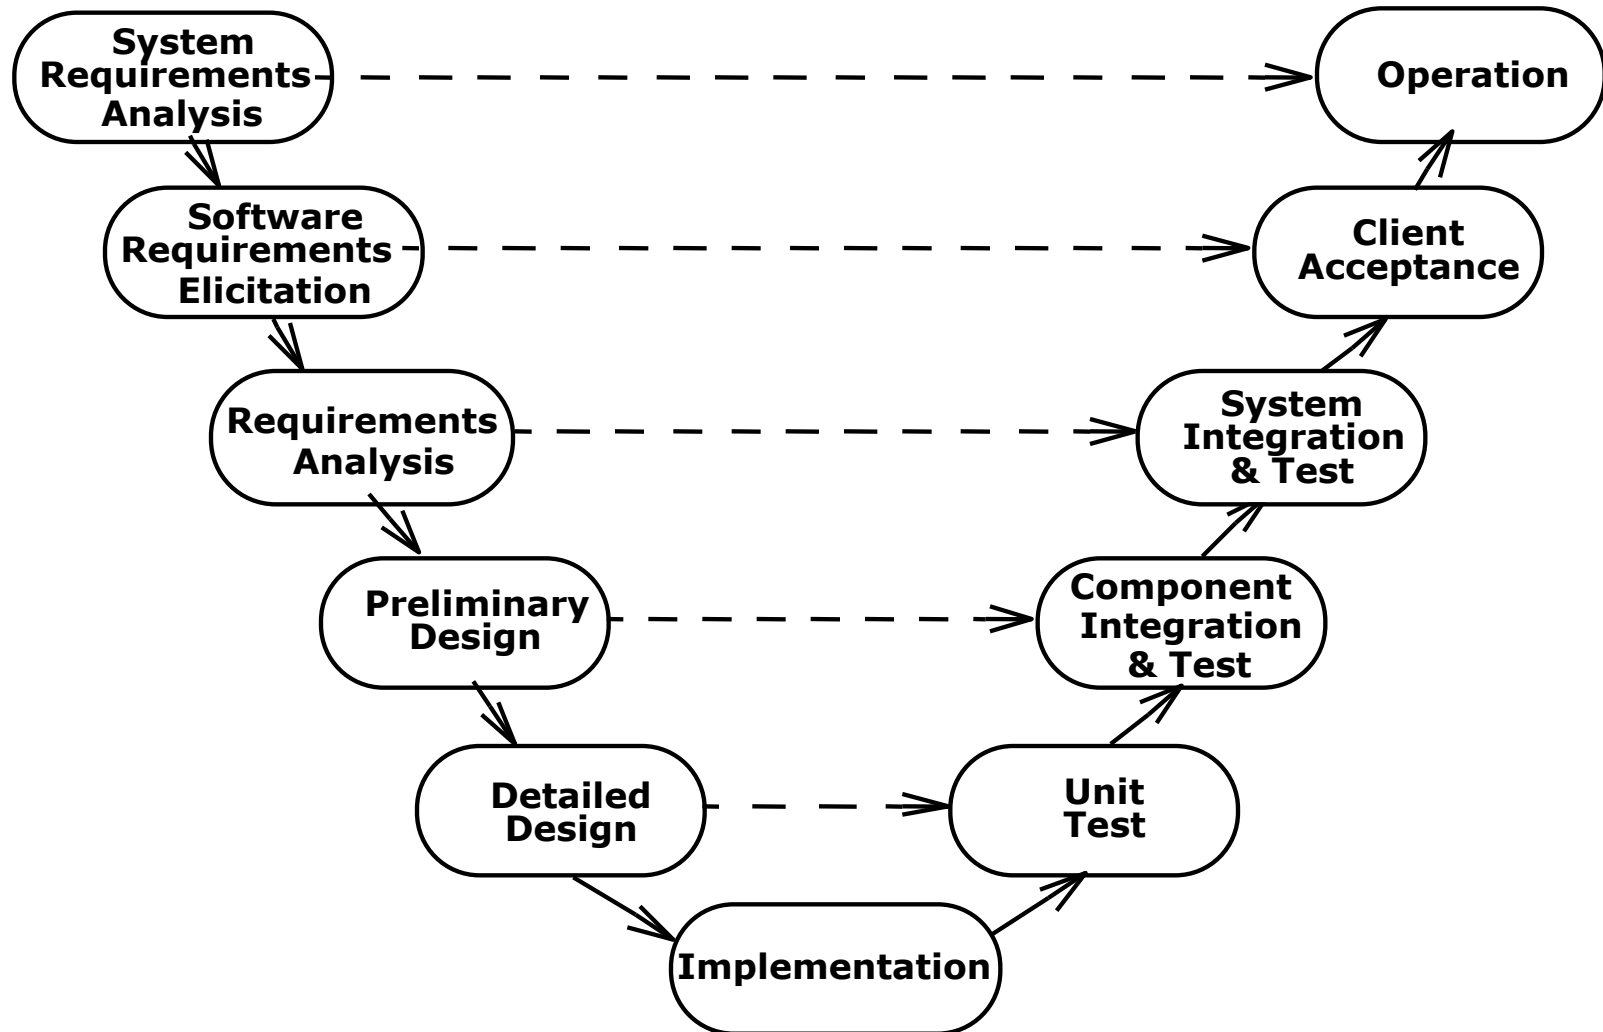 System
Requirements
Analysis
Operation
Software
Requirements
Elicitation
Client
Acceptance
Requirements
Analysis
System
Integration
& Test
Preliminary
Design
Component
Integration
& Test
Detailed
Design
Unit
Test
Implementation